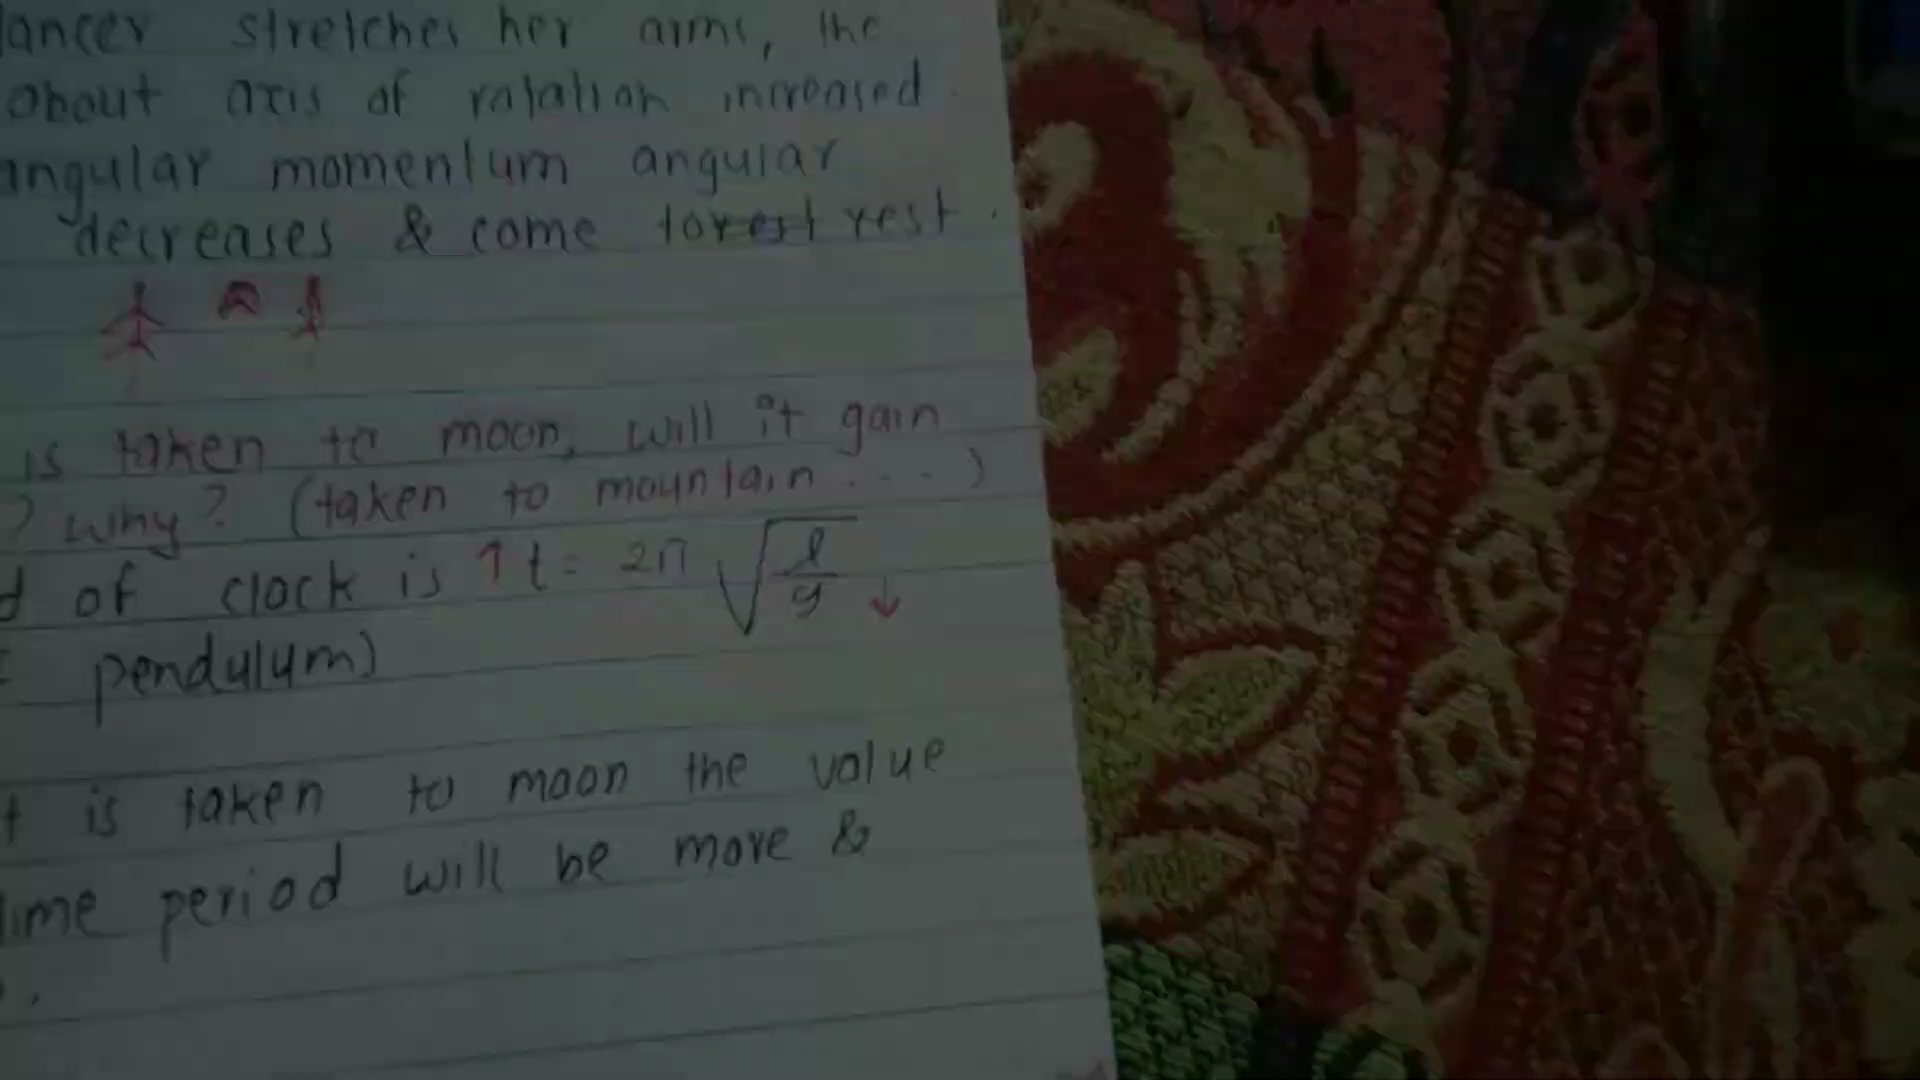 lancer stretches her arms, the
about axis of rotation increased.
angular momentum angular
decreases & come to rest rest.
is taken to moon, will it gain
? why? (taken to mountain ....)
d of clock is ↑ t = 2π √(l/g) ↓
pendulum)
t is taken to moon the value
time period will be more &